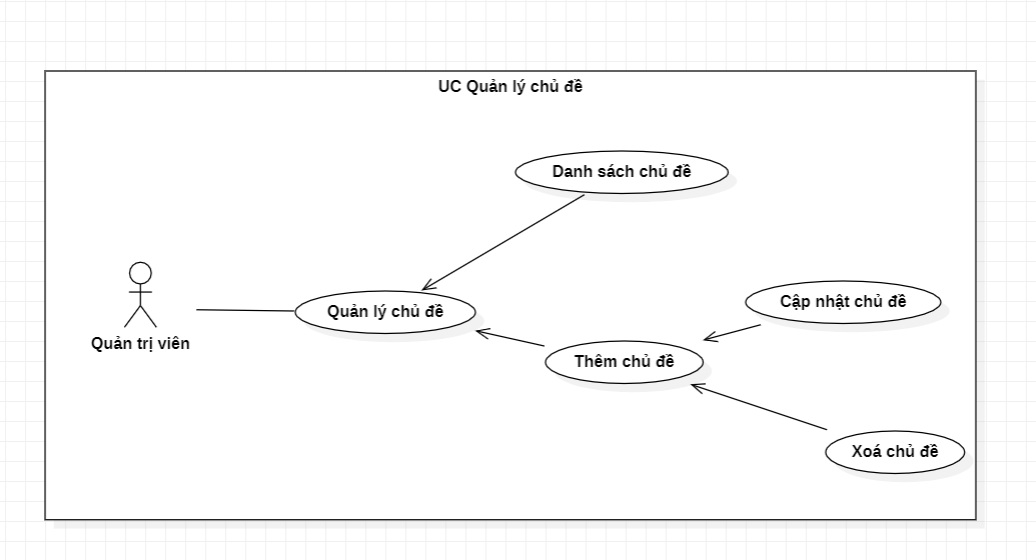 UC Quản lý chủ đề
Danh sách chủ đề
Cập nhật chủ đề
Quản lý chủ đề
Quản trị viên
Thêm chủ đề
Xoá chủ đề